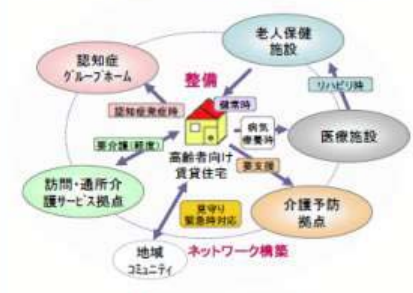 老人保健
施設
認知症
グループホーム
整備
リハビリ時
健常時
認知症発症時
病気
療養時
医療施設
要介護(軽度)
高齢者向け
賃貸住宅
要支援
訪問・通所介
護サービス拠点
見守り
緊急時対応
介護予防
拠点
地域
コミュニティ
ネットワーク構築